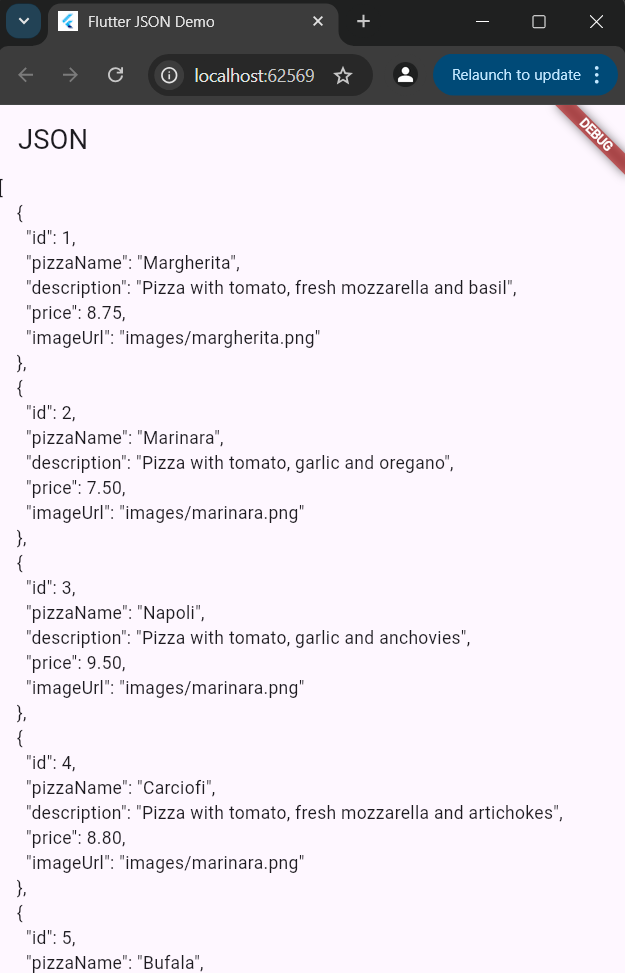 Flutter JSON Demo
localhost:62569
Relaunch to update
JSON
DEBUG
[
{
"id": 1,
"pizzaName": "Margherita",
"description": "Pizza with tomato, fresh mozzarella and basil",
"price": 8.75,
"imageUrl": "images/margherita.png"
},
{
"id": 2,
"pizzaName": "Marinara",
"description": "Pizza with tomato, garlic and oregano",
"price": 7.50,
"imageUrl": "images/marinara.png"
},
{
"id": 3,
"pizzaName": "Napoli",
"description": "Pizza with tomato, garlic and anchovies",
"price": 9.50,
"imageUrl": "images/marinara.png"
},
{
"id": 4,
"pizzaName": "Carciofi",
"description": "Pizza with tomato, fresh mozzarella and artichokes",
"price": 8.80,
"imageUrl": "images/marinara.png"
},
{
"id": 5,
"pizzaName": "Bufala",